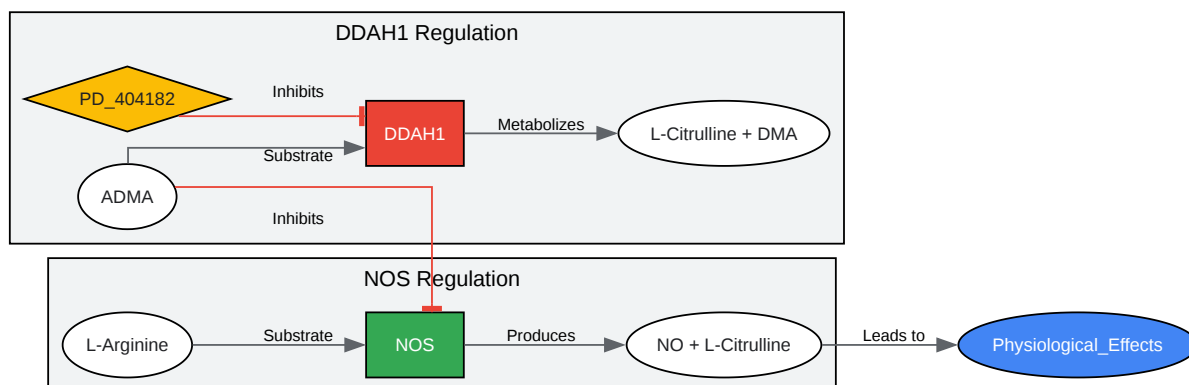 DDAH1 Regulation
PD_404182
Inhibits
DDAH1
Metabolizes
L-Citrulline + DMA
Substrate
ADMA
Inhibits
NOS Regulation
L-Arginine
Substrate
NOS
Produces
NO + L-Citrulline
Leads to
Physiological_Effects